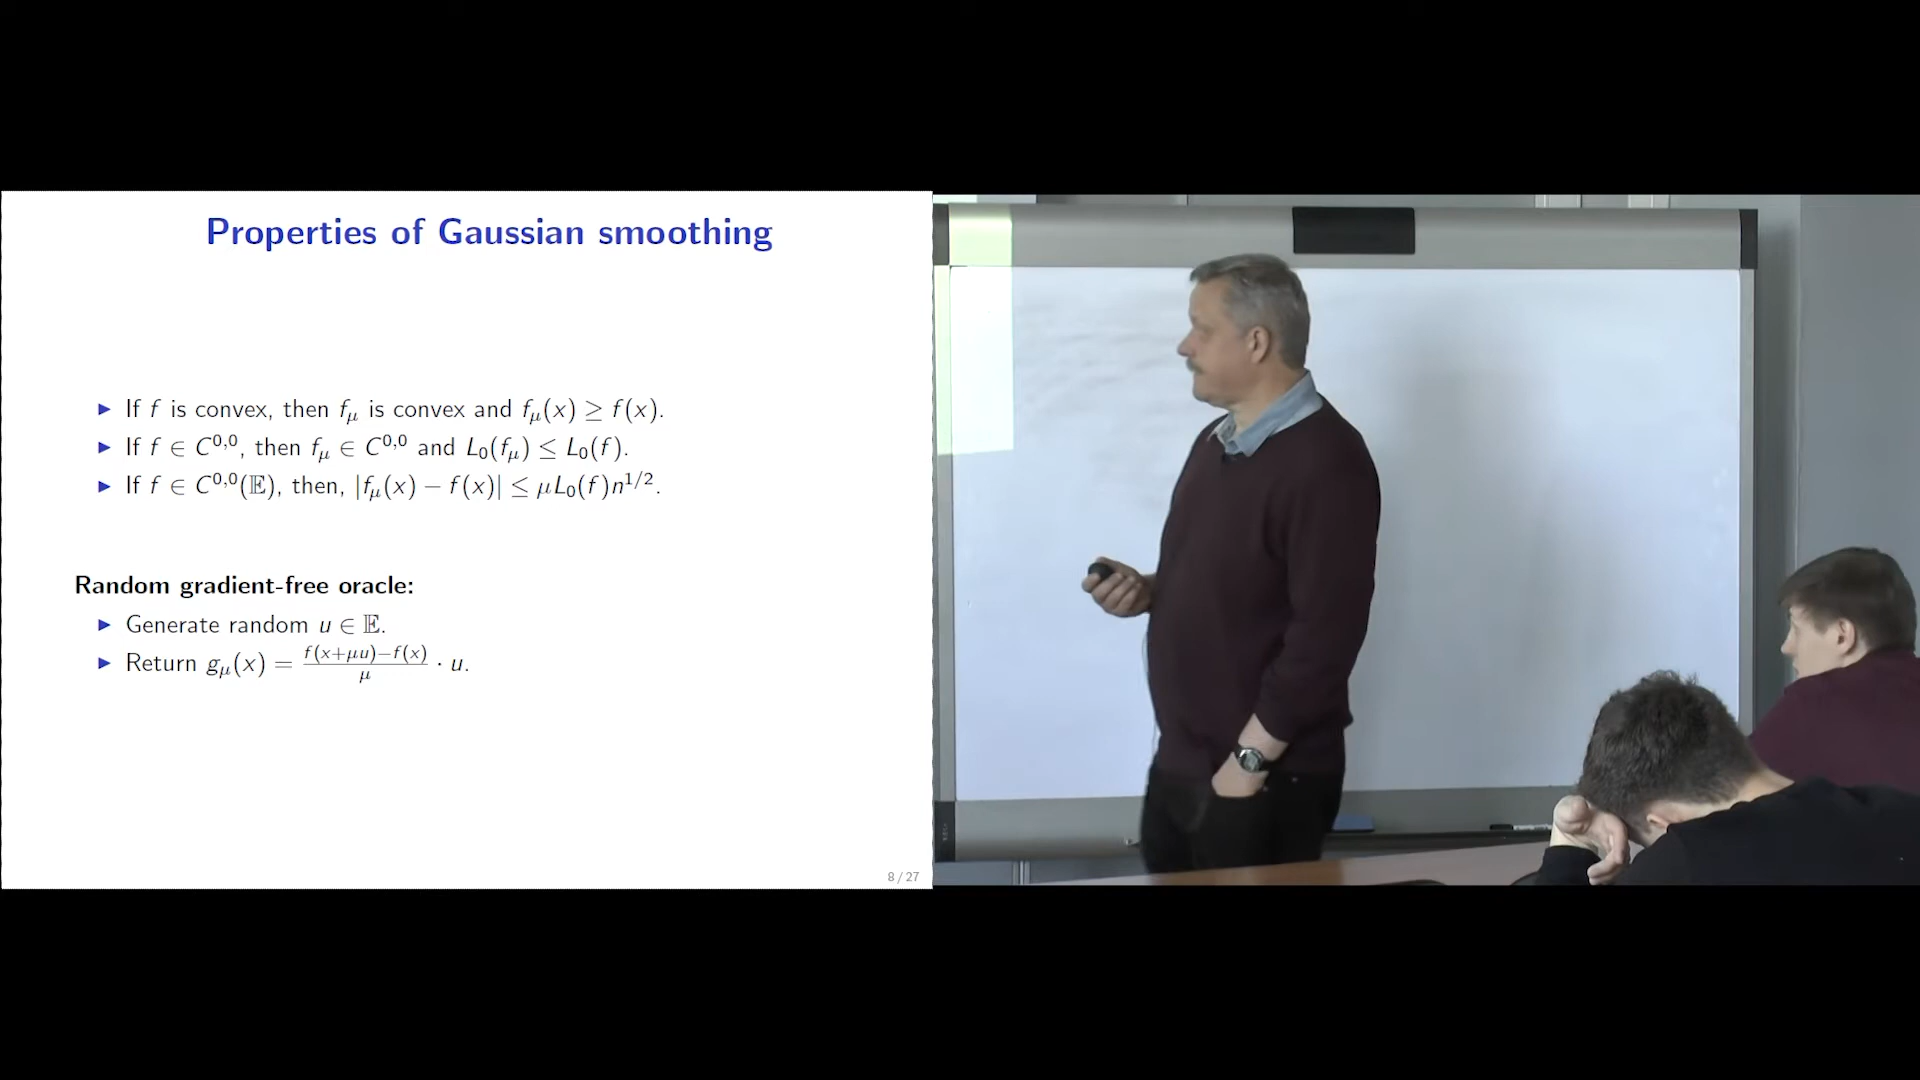 Properties of Gaussian smoothing
▶ If f is convex, then f_μ is convex and f_μ(x) ≥ f(x).
▶ If f ∈ C^{0,0}, then f_μ ∈ C^{0,0} and L_0(f_μ) ≤ L_0(f).
▶ If f ∈ C^{0,0}(𝔼), then, |f_μ(x) − f(x)| ≤ μL_0(f)n^{1/2}.
Random gradient-free oracle:
▶ Generate random u ∈ 𝔼.
▶ Return g_μ(x) = \frac{f(x+μu)−f(x)}{μ} · u.
8 / 27